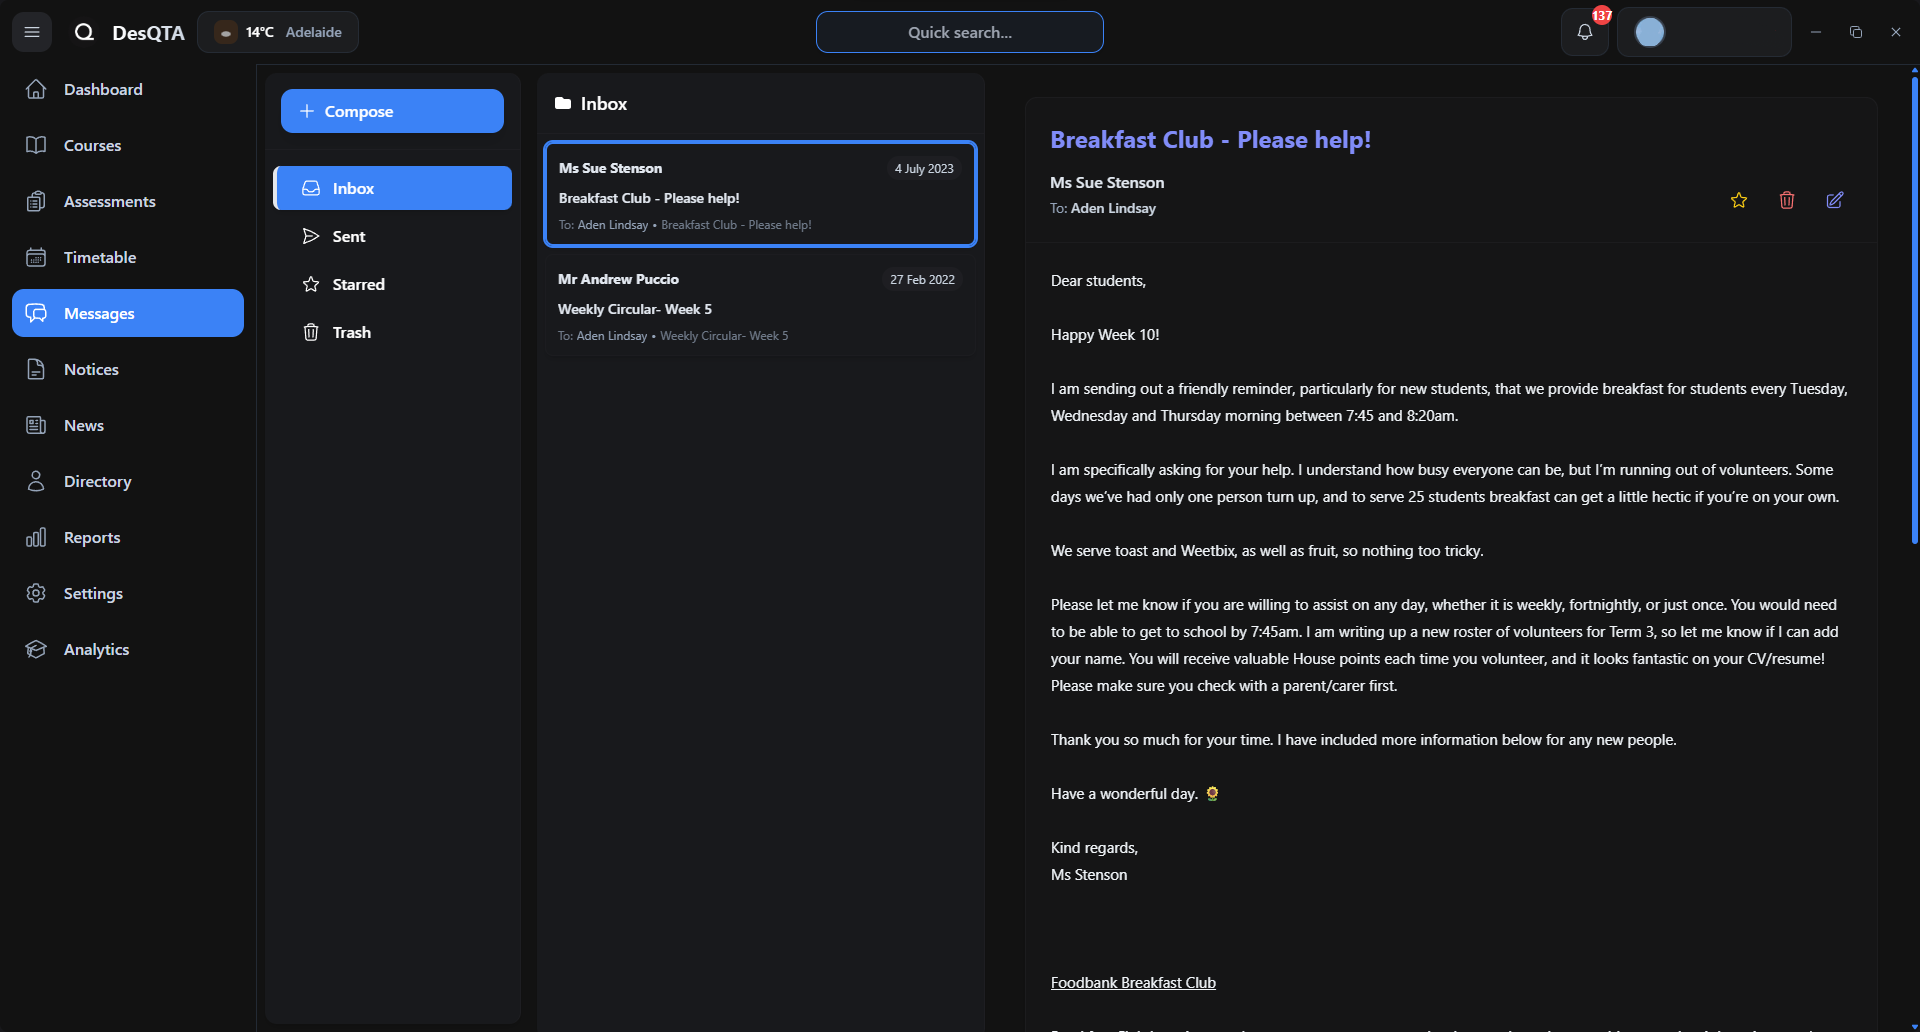 DesQTA
14°C Adelaide
Quick search...
137
Dashboard
Courses
Assessments
Timetable
Messages
Notices
News
Directory
Reports
Settings
Analytics
Compose
Inbox
Sent
Starred
Trash
Inbox
Ms Sue Stenson
4 July 2023
Breakfast Club - Please help!
To: Aden Lindsay • Breakfast Club - Please help!
Mr Andrew Puccio
27 Feb 2022
Weekly Circular- Week 5
To: Aden Lindsay • Weekly Circular- Week 5
Breakfast Club - Please help!
Ms Sue Stenson
To: Aden Lindsay
Dear students,
Happy Week 10!
I am sending out a friendly reminder, particularly for new students, that we provide breakfast for students every Tuesday,
Wednesday and Thursday morning between 7:45 and 8:20am.
I am specifically asking for your help. I understand how busy everyone can be, but I’m running out of volunteers. Some
days we’ve had only one person turn up, and to serve 25 students breakfast can get a little hectic if you’re on your own.
We serve toast and Weetbix, as well as fruit, so nothing too tricky.
Please let me know if you are willing to assist on any day, whether it is weekly, fortnightly, or just once. You would need
to be able to get to school by 7:45am. I am writing up a new roster of volunteers for Term 3, so let me know if I can add
your name. You will receive valuable House points each time you volunteer, and it looks fantastic on your CV/resume!
Please make sure you check with a parent/carer first.
Thank you so much for your time. I have included more information below for any new people.
Have a wonderful day. 🌻
Kind regards,
Ms Stenson
Foodbank Breakfast Club